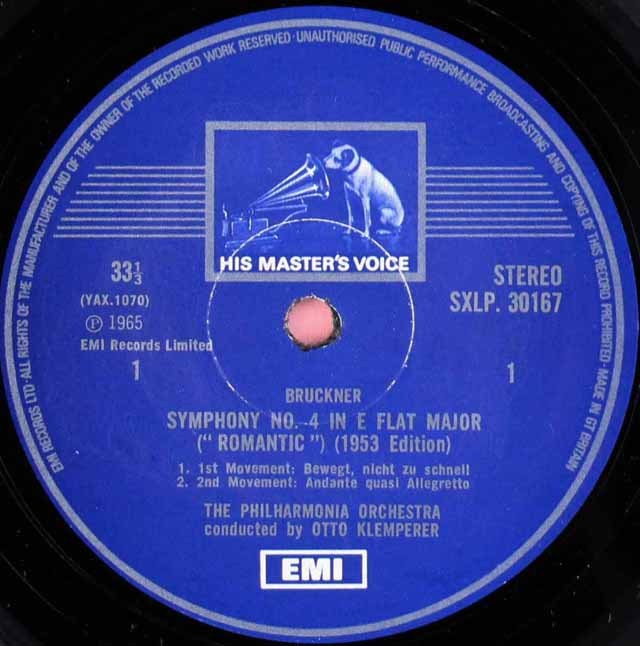 EMI RECORDS LTD·ALL RIGHTS OF THE MANUFACTURER AND OF THE OWNER OF THE RECORDED WORK RESERVED·UNAUTHORISED PUBLIC PERFORMANCE BROADCASTING AND COPYING OF THIS RECORD PROHIBITED·MADE IN GT BRITAIN
HIS MASTER'S VOICE
33⅓
(YAX.1070)
Ⓟ 1965
EMI Records Limited
1
STEREO
SXLP. 30167
1
BRUCKNER
SYMPHONY NO. 4 IN E FLAT MAJOR
(“ ROMANTIC ”) (1953 Edition)
1. 1st Movement: Bewegt, nicht zu schnell
2. 2nd Movement: Andante quasi Allegretto
THE PHILHARMONIA ORCHESTRA
conducted by OTTO KLEMPERER
EMI